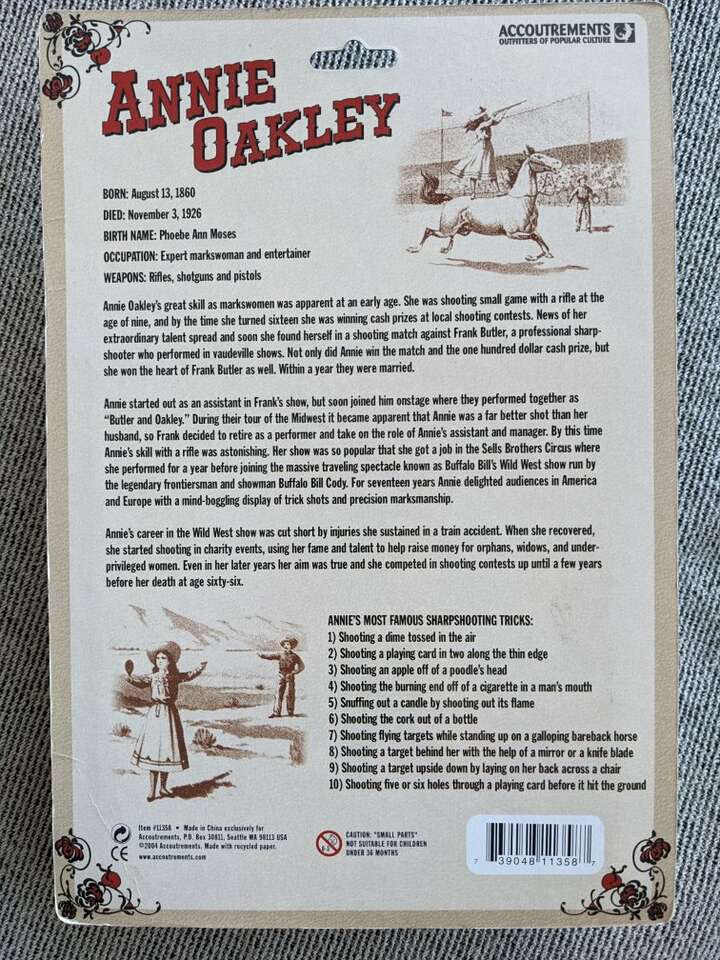 ACCOUTREMENTS
OUTFITTERS OF POPULAR CULTURE
ANNIE
OAKLEY
BORN: August 13, 1860
DIED: November 3, 1926
BIRTH NAME: Phoebe Ann Moses
OCCUPATION: Expert markswoman and entertainer
WEAPONS: Rifles, shotguns and pistols
Annie Oakley's great skill as markswomen was apparent at an early age. She was shooting small game with a rifle at the
age of nine, and by the time she turned sixteen she was winning cash prizes at local shooting contests. News of her
extraordinary talent spread and soon she found herself in a shooting match against Frank Butler, a professional sharp-
shooter who performed in vaudeville shows. Not only did Annie win the match and the one hundred dollar cash prize, but
she won the heart of Frank Butler as well. Within a year they were married.
Annie started out as an assistant in Frank's show, but soon joined him onstage where they performed together as
"Butler and Oakley." During their tour of the Midwest it became apparent that Annie was a far better shot than her
husband, so Frank decided to retire as a performer and take on the role of Annie's assistant and manager. By this time
Annie's skill with a rifle was astonishing. Her show was so popular that she got a job in the Sells Brothers Circus where
she performed for a year before joining the massive traveling spectacle known as Buffalo Bill's Wild West show run by
the legendary frontiersman and showman Buffalo Bill Cody. For seventeen years Annie delighted audiences in America
and Europe with a mind-boggling display of trick shots and precision marksmanship.
Annie's career in the Wild West show was cut short by injuries she sustained in a train accident. When she recovered,
she started shooting in charity events, using her fame and talent to help raise money for orphans, widows, and under-
privileged women. Even in her later years her aim was true and she competed in shooting contests up until a few years
before her death at age sixty-six.
ANNIE'S MOST FAMOUS SHARPSHOOTING TRICKS:
1) Shooting a dime tossed in the air
2) Shooting a playing card in two along the thin edge
3) Shooting an apple off of a poodle's head
4) Shooting the burning end off of a cigarette in a man's mouth
5) Snuffing out a candle by shooting out its flame
6) Shooting the cork out of a bottle
7) Shooting flying targets while standing up on a galloping bareback horse
8) Shooting a target behind her with the help of a mirror or a knife blade
9) Shooting a target upside down by laying on her back across a chair
10) Shooting five or six holes through a playing card before it hit the ground
Item #11358 • Made in China exclusively for
Accoutrements, P.O. Box 30811, Seattle WA 98113 USA
©2004 Accoutrements. Made with recycled paper.
www.accoutrements.com
CE
0-3
CAUTION: "SMALL PARTS"
NOT SUITABLE FOR CHILDREN
UNDER 36 MONTHS
7 39048 11358 7